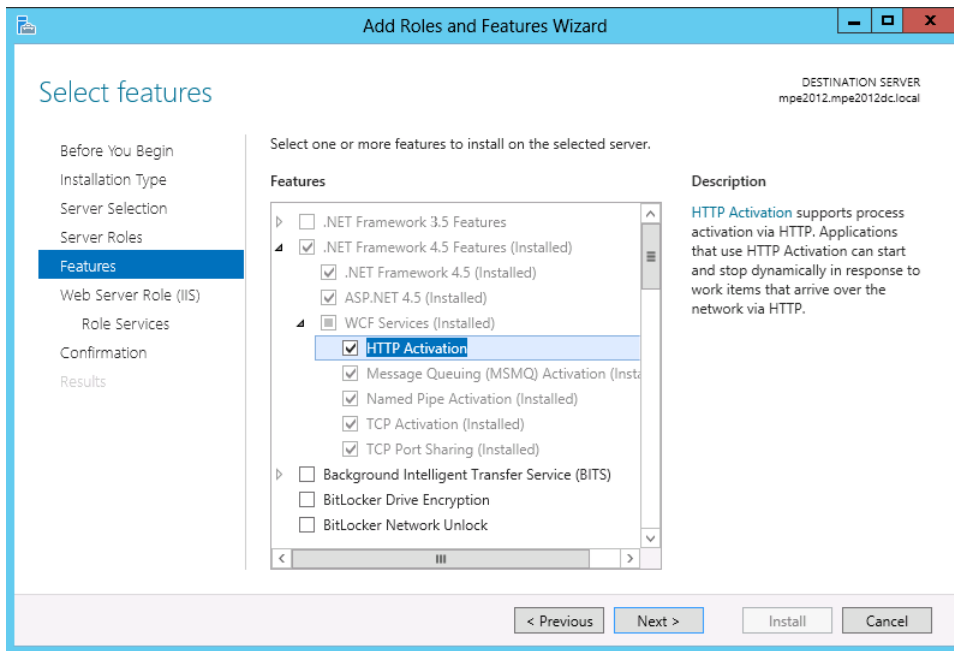 Add Roles and Features Wizard
Select features
DESTINATION SERVER
mpe2012.mpe2012dc.local
Before You Begin
Installation Type
Server Selection
Server Roles
Features
Web Server Role (IIS)
Role Services
Confirmation
Results
Select one or more features to install on the selected server.
Features
.NET Framework 3.5 Features
.NET Framework 4.5 Features (Installed)
.NET Framework 4.5 (Installed)
ASP.NET 4.5 (Installed)
WCF Services (Installed)
HTTP Activation
Message Queuing (MSMQ) Activation (Insta
Named Pipe Activation (Installed)
TCP Activation (Installed)
TCP Port Sharing (Installed)
Background Intelligent Transfer Service (BITS)
BitLocker Drive Encryption
BitLocker Network Unlock
Description
HTTP Activation supports process
activation via HTTP. Applications
that use HTTP Activation can start
and stop dynamically in response to
work items that arrive over the
network via HTTP.
< Previous
Next >
Install
Cancel